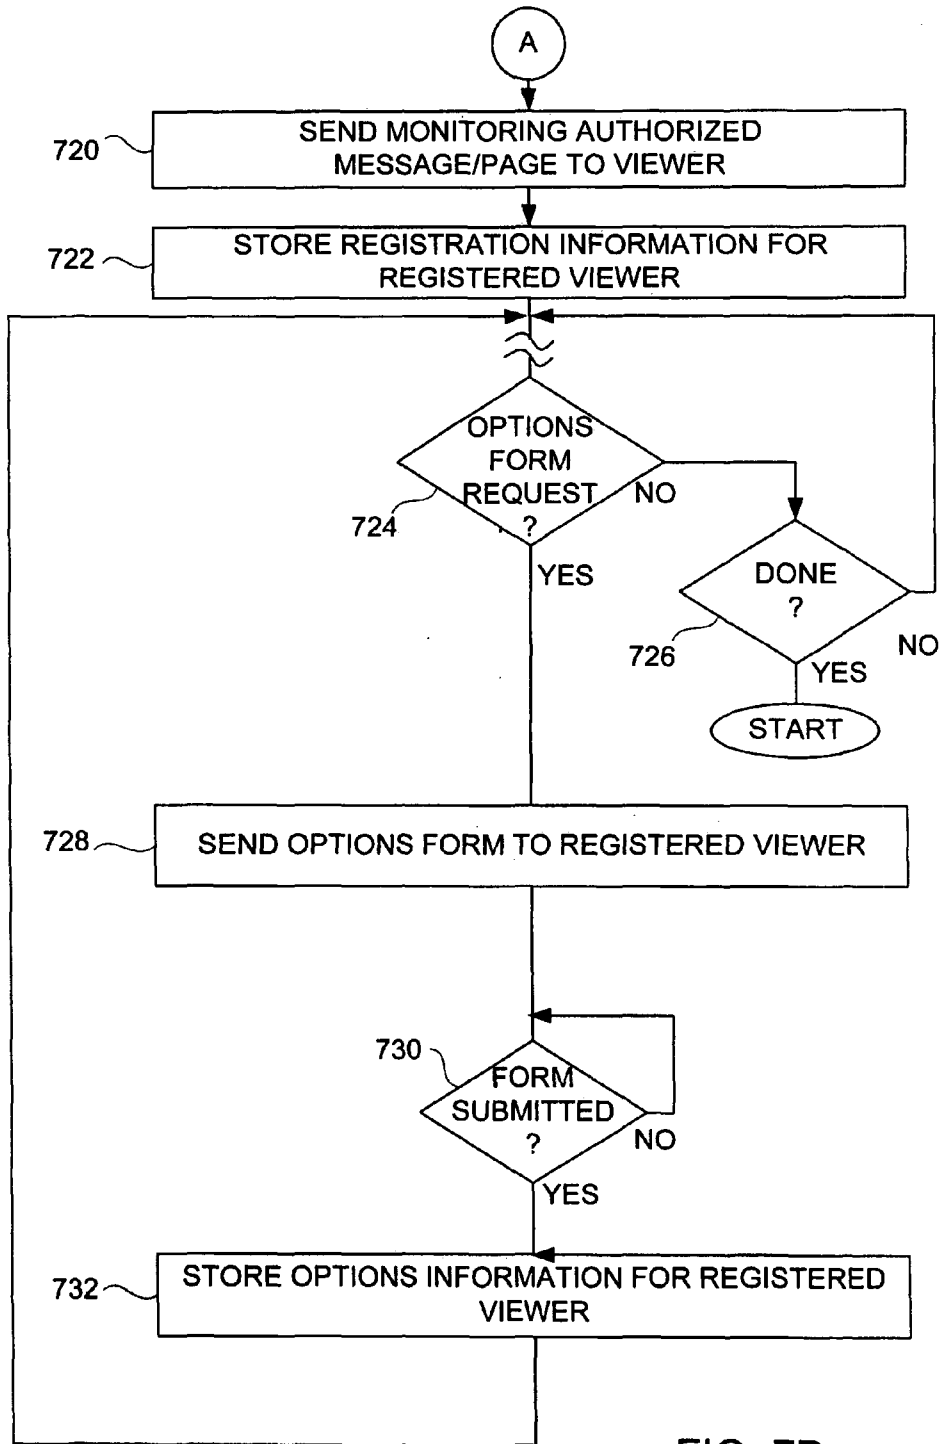 A
720
SEND MONITORING AUTHORIZED
MESSAGE/PAGE TO VIEWER
722
STORE REGISTRATION INFORMATION FOR
REGISTERED VIEWER
OPTIONS
FORM
REQUEST
?
724
NO
YES
DONE
?
726
NO
YES
START
728
SEND OPTIONS FORM TO REGISTERED VIEWER
730
FORM
SUBMITTED
?
NO
YES
732
STORE OPTIONS INFORMATION FOR REGISTERED
VIEWER